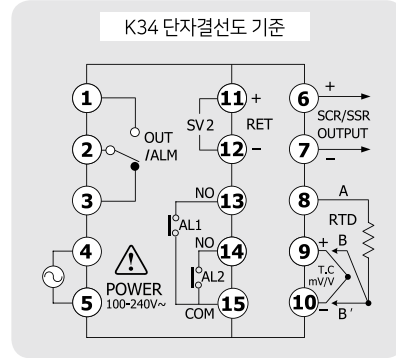 K34 단자결선도 기준
1
11 +
6 +
SV2 RET
SCR/SSR
OUTPUT
OUT
/ALM
2
12 −
7 −
3
NO 13
8 A
AL1
RTD
4
NO 14
9 + B
AL2
T.C
mV/V
POWER
100-240V~
5
COM 15
10 − B'